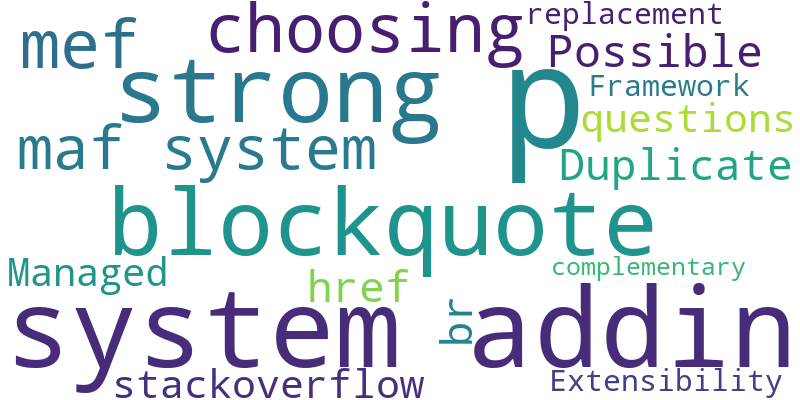 mef choosing replacement
strong p Possible
Framework
questions
maf system Duplicate
blockquote
Managed href complementary
system br addin
stackoverflow Extensibility